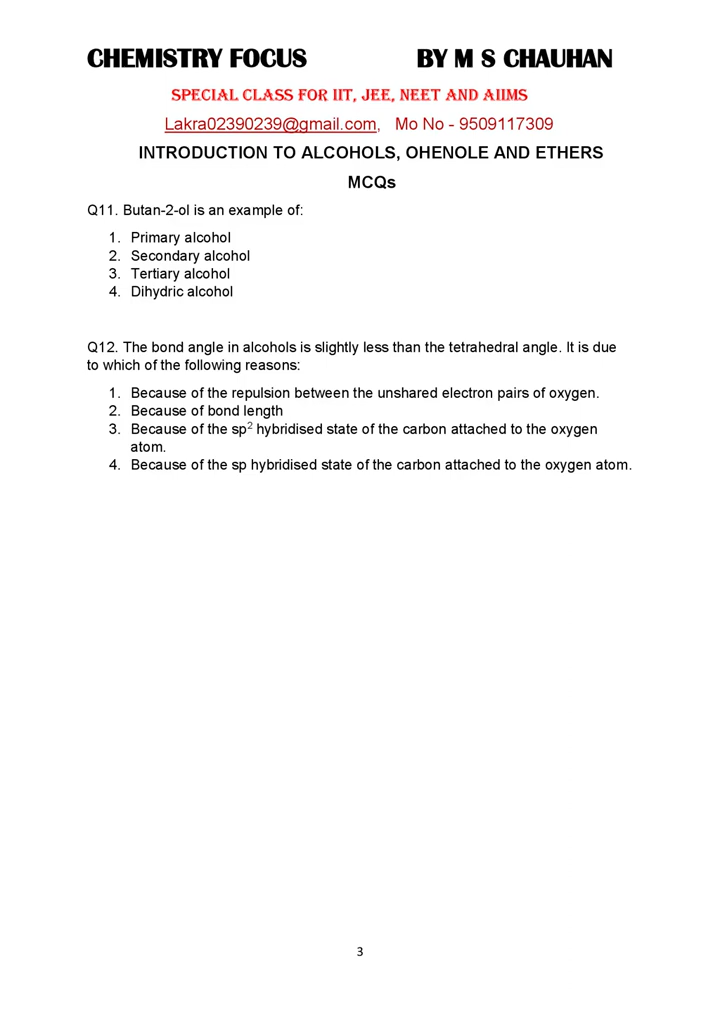 CHEMISTRY FOCUS BY M S CHAUHAN
SPECIAL CLASS FOR IIT, JEE, NEET AND AIIMS
Lakra02390239@gmail.com, Mo No - 9509117309
INTRODUCTION TO ALCOHOLS, OHENOLE AND ETHERS
MCQs
Q11. Butan-2-ol is an example of:
1. Primary alcohol
2. Secondary alcohol
3. Tertiary alcohol
4. Dihydric alcohol
Q12. The bond angle in alcohols is slightly less than the tetrahedral angle. It is due
to which of the following reasons:
1. Because of the repulsion between the unshared electron pairs of oxygen.
2. Because of bond length
3. Because of the sp² hybridised state of the carbon attached to the oxygen
atom.
4. Because of the sp hybridised state of the carbon attached to the oxygen atom.
3